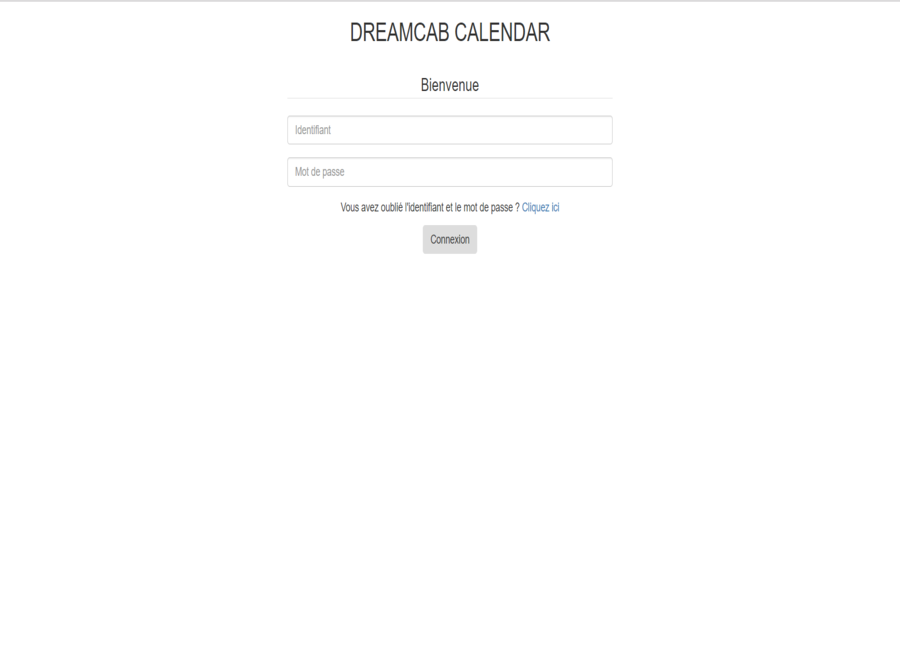 DREAMCAB CALENDAR
Bienvenue
Identifiant
Mot de passe
Vous avez oublié l'identifiant et le mot de passe ? Cliquez ici
Connexion